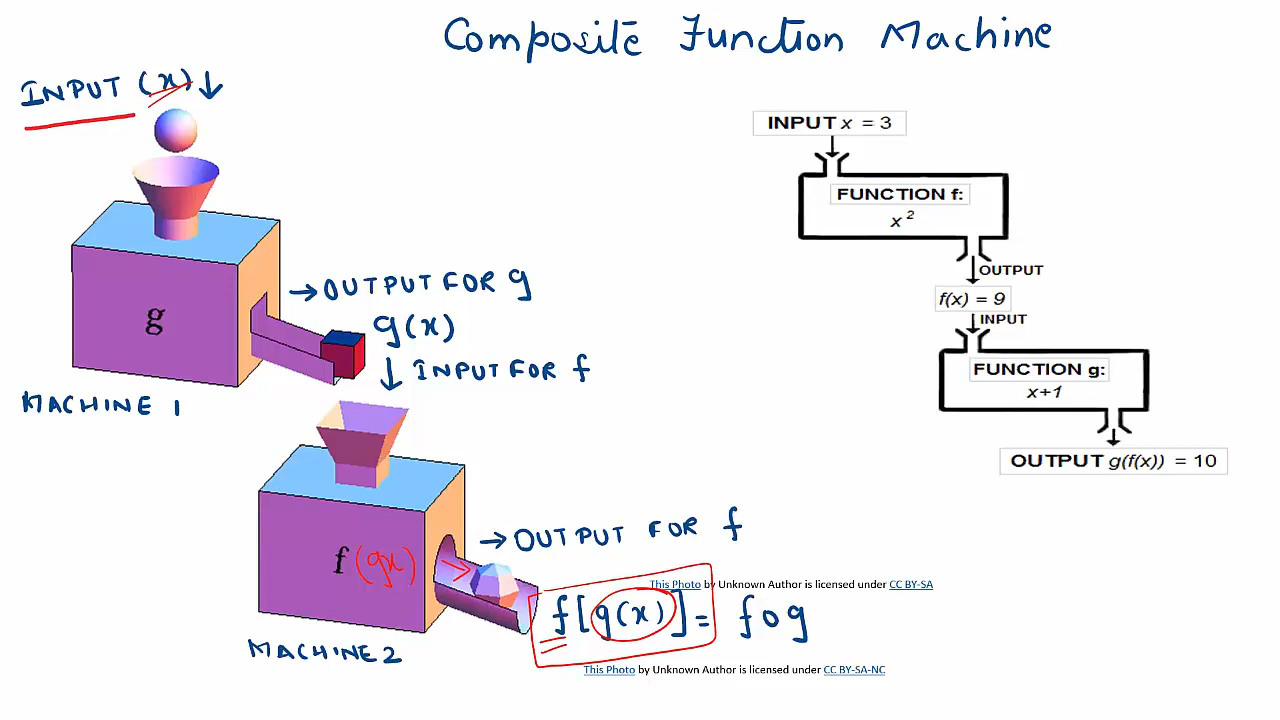 Composite Function Machine
INPUT (x) ↓
g
→ OUTPUT FOR g
g(x)
↓ INPUT FOR f
MACHINE 1
f (gx)
→ OUTPUT FOR f
f[g(x)] = fog
MACHINE 2
INPUT x = 3
FUNCTION f:
x²
OUTPUT
f(x) = 9
INPUT
FUNCTION g:
x+1
OUTPUT g(f(x)) = 10
This Photo by Unknown Author is licensed under CC BY-SA
This Photo by Unknown Author is licensed under CC BY-SA-NC